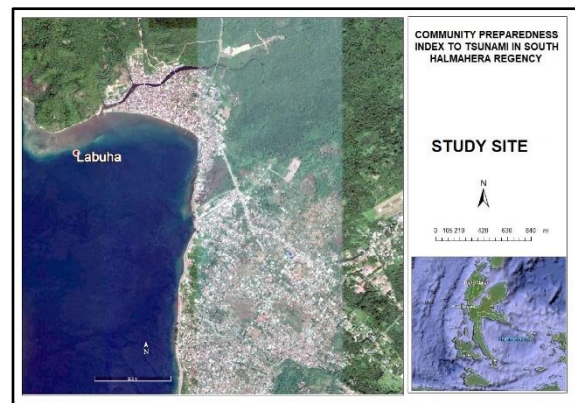 Labuha
N
COMMUNITY PREPAREDNESS
INDEX TO TSUNAMI IN SOUTH
HALMAHERA REGENCY
STUDY SITE
N
0 105 210 420 630 840 m